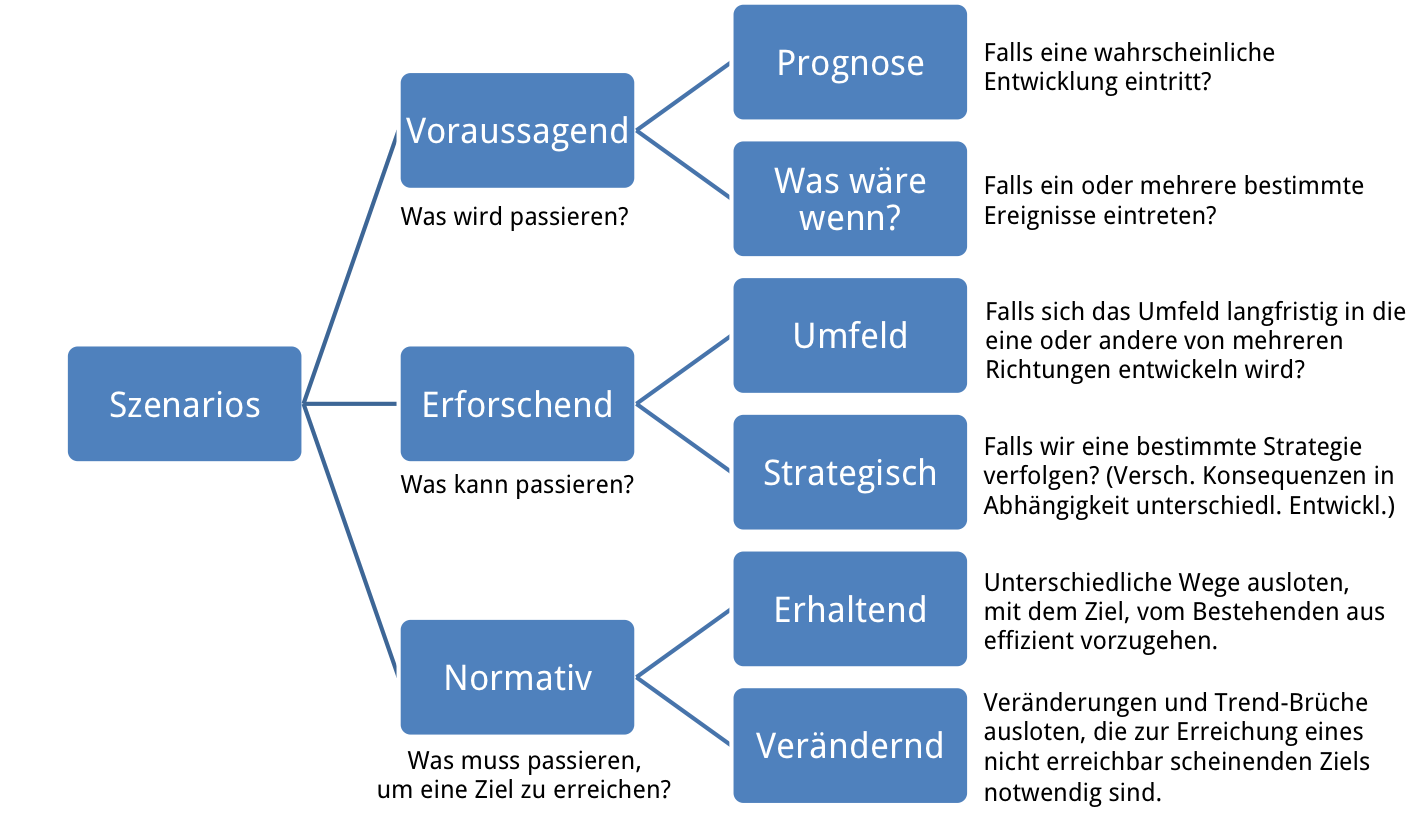 Szenarios
Voraussagend
Was wird passieren?
Prognose
Falls eine wahrscheinliche
Entwicklung eintritt?
Was wäre
wenn?
Falls ein oder mehrere bestimmte
Ereignisse eintreten?
Erforschend
Was kann passieren?
Umfeld
Falls sich das Umfeld langfristig in die
eine oder andere von mehreren
Richtungen entwickeln wird?
Strategisch
Falls wir eine bestimmte Strategie
verfolgen? (Versch. Konsequenzen in
Abhängigkeit unterschiedl. Entwickl.)
Normativ
Was muss passieren,
um eine Ziel zu erreichen?
Erhaltend
Unterschiedliche Wege ausloten,
mit dem Ziel, vom Bestehenden aus
effizient vorzugehen.
Verändernd
Veränderungen und Trend-Brüche
ausloten, die zur Erreichung eines
nicht erreichbar scheinenden Ziels
notwendig sind.